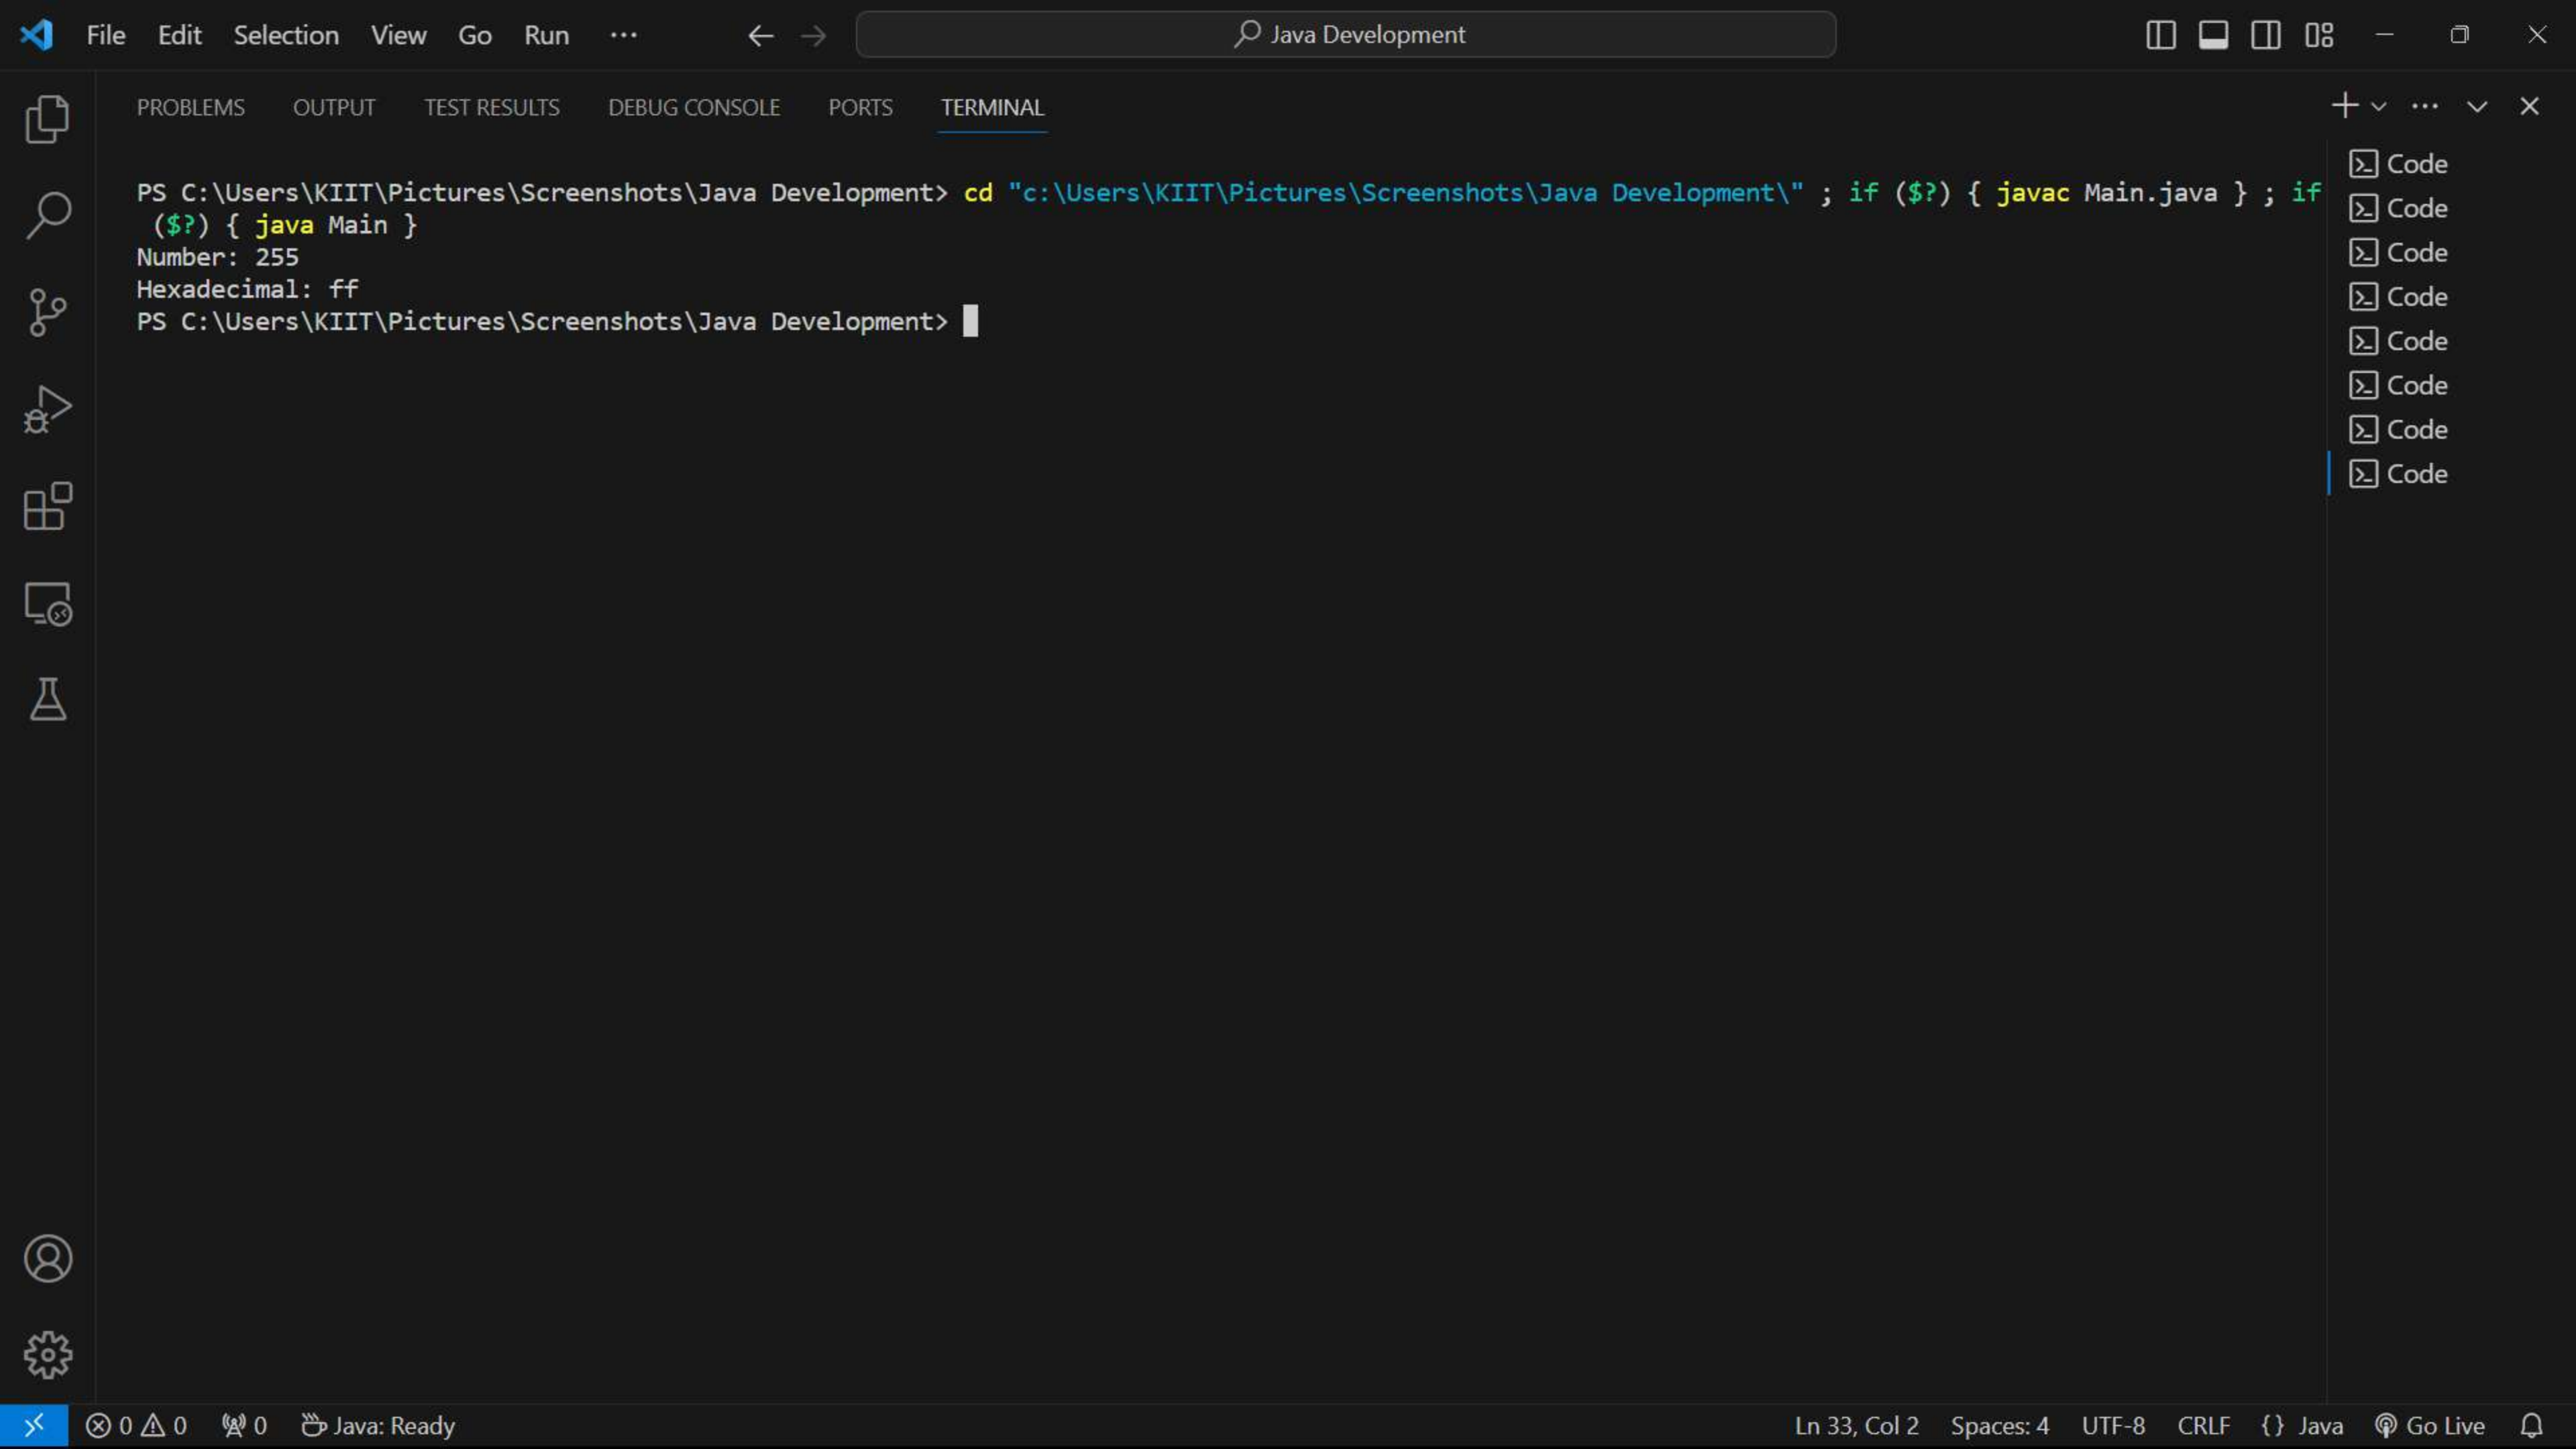 File Edit Selection View Go Run ···
Java Development
PROBLEMS OUTPUT TEST RESULTS DEBUG CONSOLE PORTS TERMINAL
PS C:\Users\KIIT\Pictures\Screenshots\Java Development> cd "c:\Users\KIIT\Pictures\Screenshots\Java Development\" ; if ($?) { javac Main.java } ; if
($?) { java Main }
Number: 255
Hexadecimal: ff
PS C:\Users\KIIT\Pictures\Screenshots\Java Development>
Code
Code
Code
Code
Code
Code
Code
Code
0 0 0 Java: Ready Ln 33, Col 2 Spaces: 4 UTF-8 CRLF {} Java Go Live